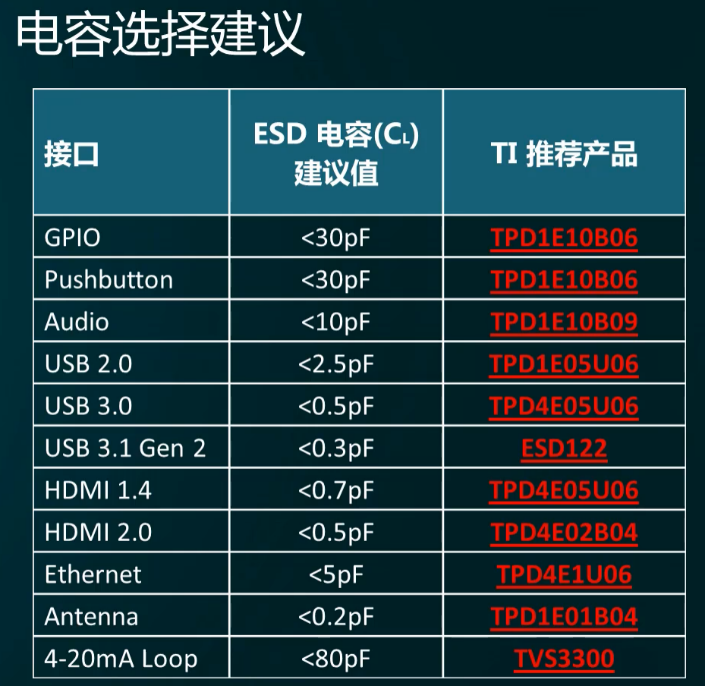 电容选择建议
接口 ESD 电容(CL) 建议值 TI 推荐产品
GPIO <30pF TPD1E10B06
Pushbutton <30pF TPD1E10B06
Audio <10pF TPD1E10B09
USB 2.0 <2.5pF TPD1E05U06
USB 3.0 <0.5pF TPD4E05U06
USB 3.1 Gen 2 <0.3pF ESD122
HDMI 1.4 <0.7pF TPD4E05U06
HDMI 2.0 <0.5pF TPD4E02B04
Ethernet <5pF TPD4E1U06
Antenna <0.2pF TPD1E01B04
4-20mA Loop <80pF TVS3300